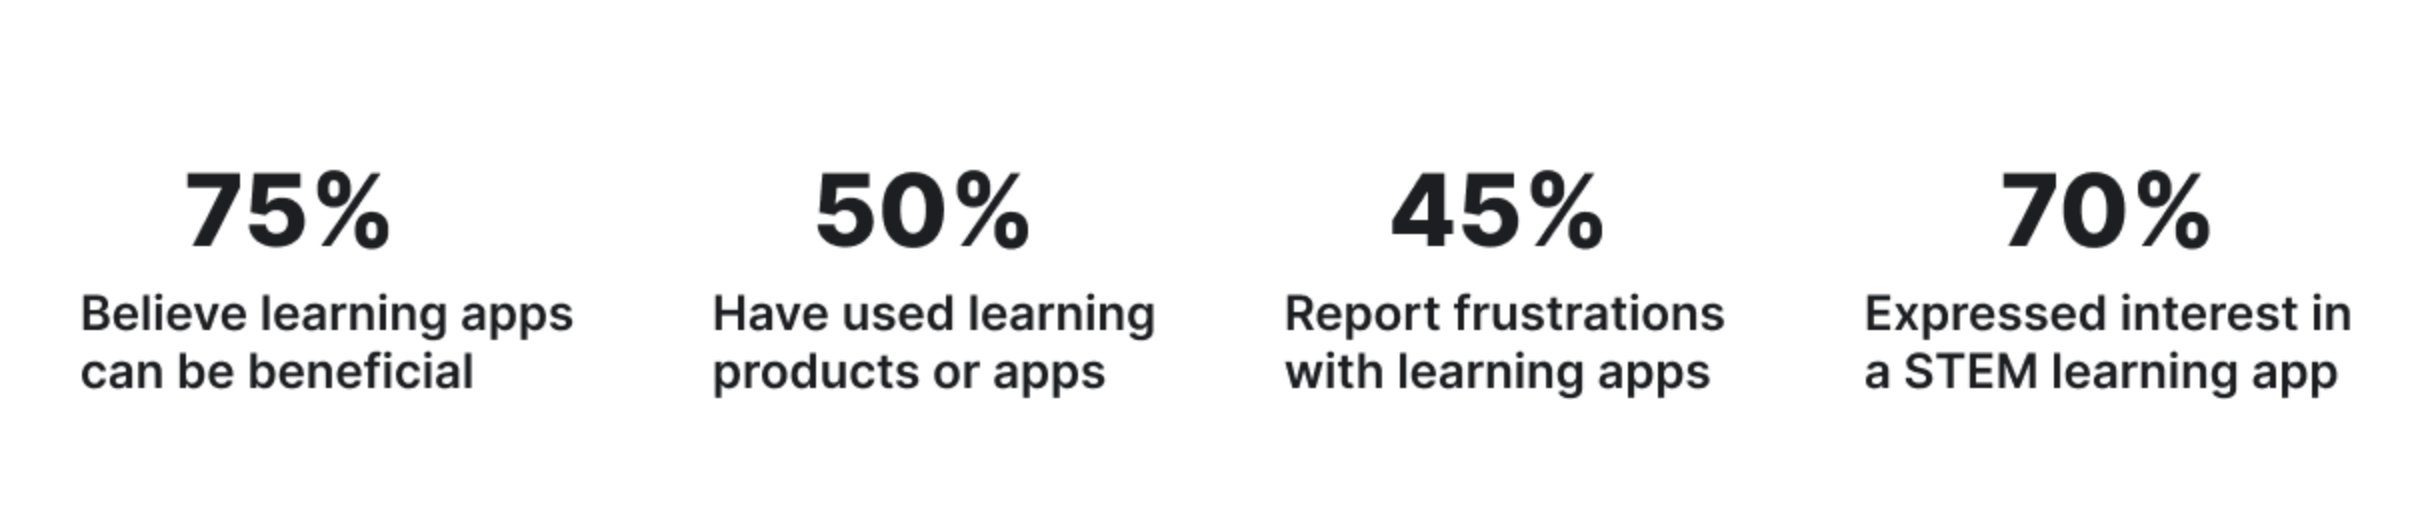 75%
Believe learning apps
can be beneficial
50%
Have used learning
products or apps
45%
Report frustrations
with learning apps
70%
Expressed interest in
a STEM learning app